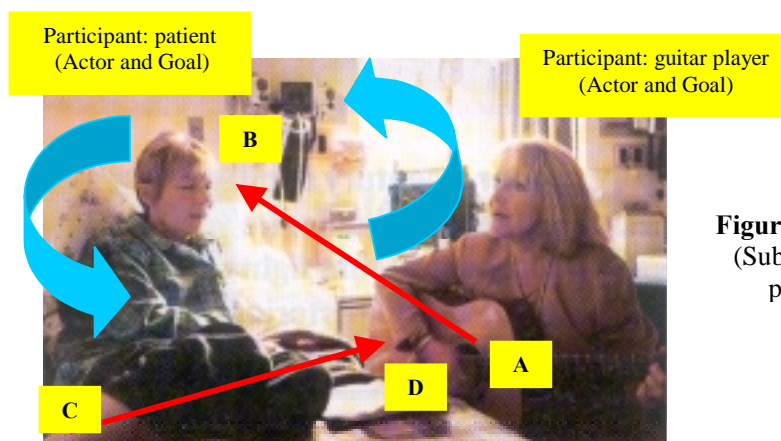 Participant: patient
(Actor and Goal)
Participant: guitar player
(Actor and Goal)
B
A
D
C
Figur
(Sub
p